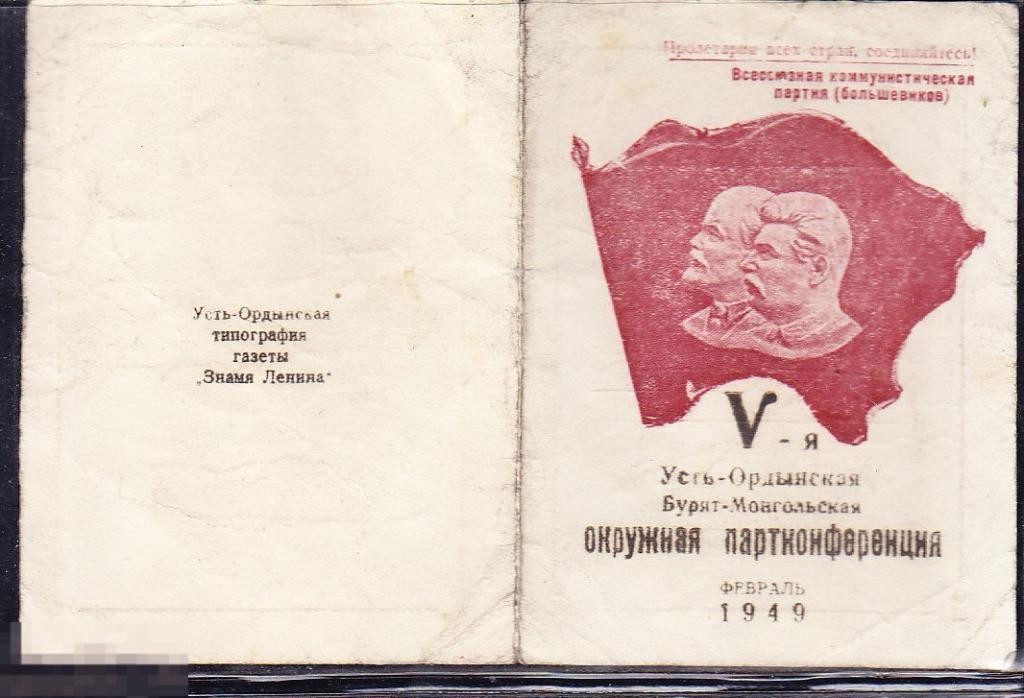 Усть-Ордынская
типография
газеты
„Знамя Ленина“
Пролетарии всех стран, соединяйтесь!
Всесоюзная коммунистическая
партия (большевиков)
V-я
Усть-Ордынская
Бурят-Монгольская
окружная партконференция
ФЕВРАЛЬ
1949